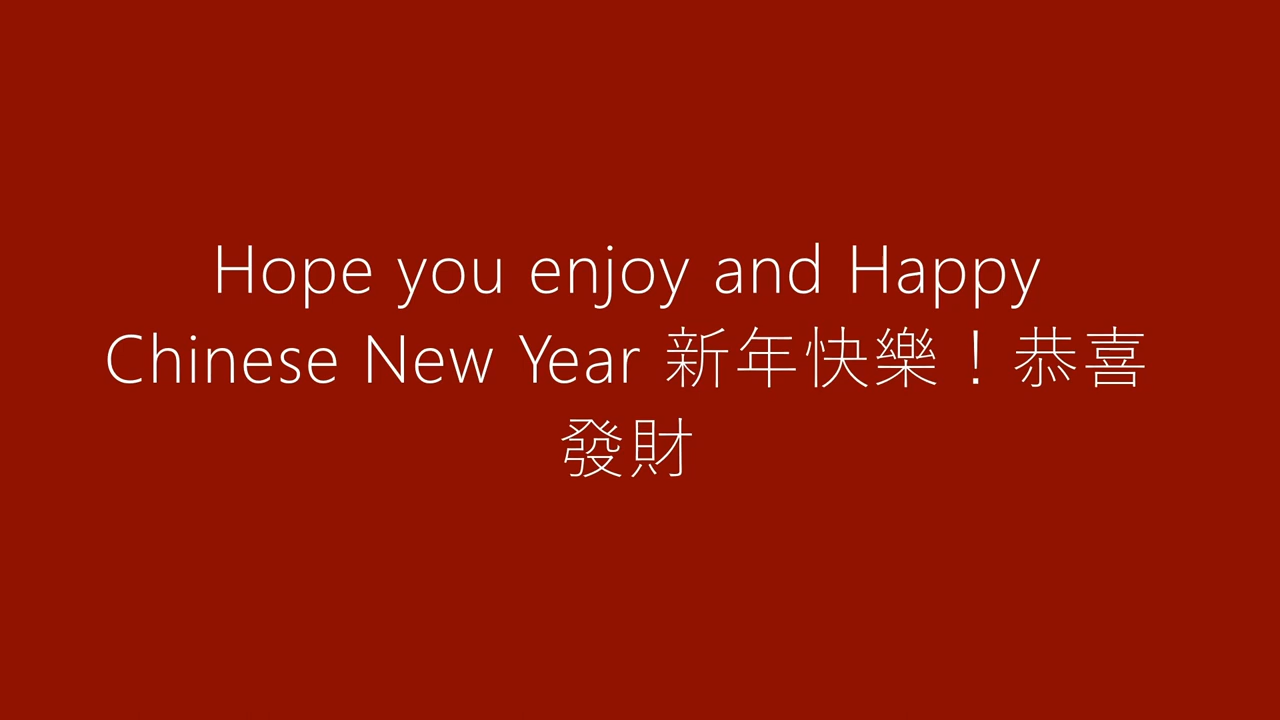 Hope you enjoy and Happy
Chinese New Year 新年快樂！恭喜
發財